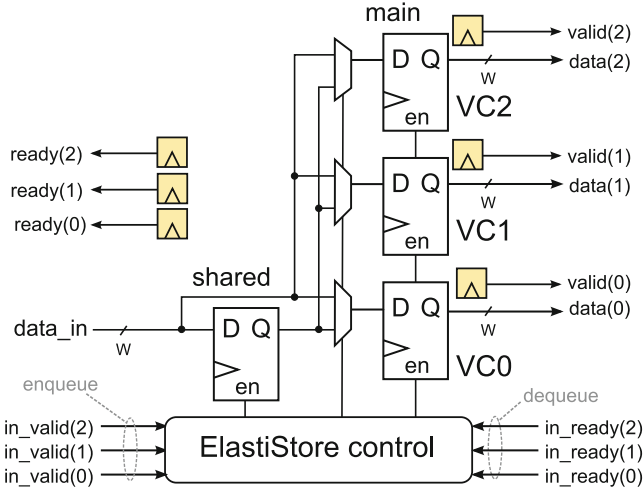 main
valid(2)
D Q
data(2)
W
en
VC2
ready(2)
valid(1)
D Q
data(1)
W
ready(1)
ready(0)
en
VC1
shared
valid(0)
D Q
data(0)
W
data_in
W
D Q
en
VC0
en
enqueue
dequeue
in_valid(2)
in_valid(1)
in_valid(0)
ElastiStore control
in_ready(2)
in_ready(1)
in_ready(0)